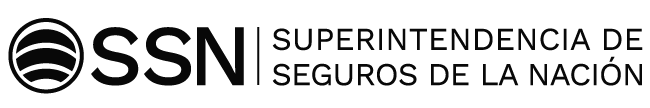 SSN
SUPERINTENDENCIA DE
SEGUROS DE LA NACIÓN